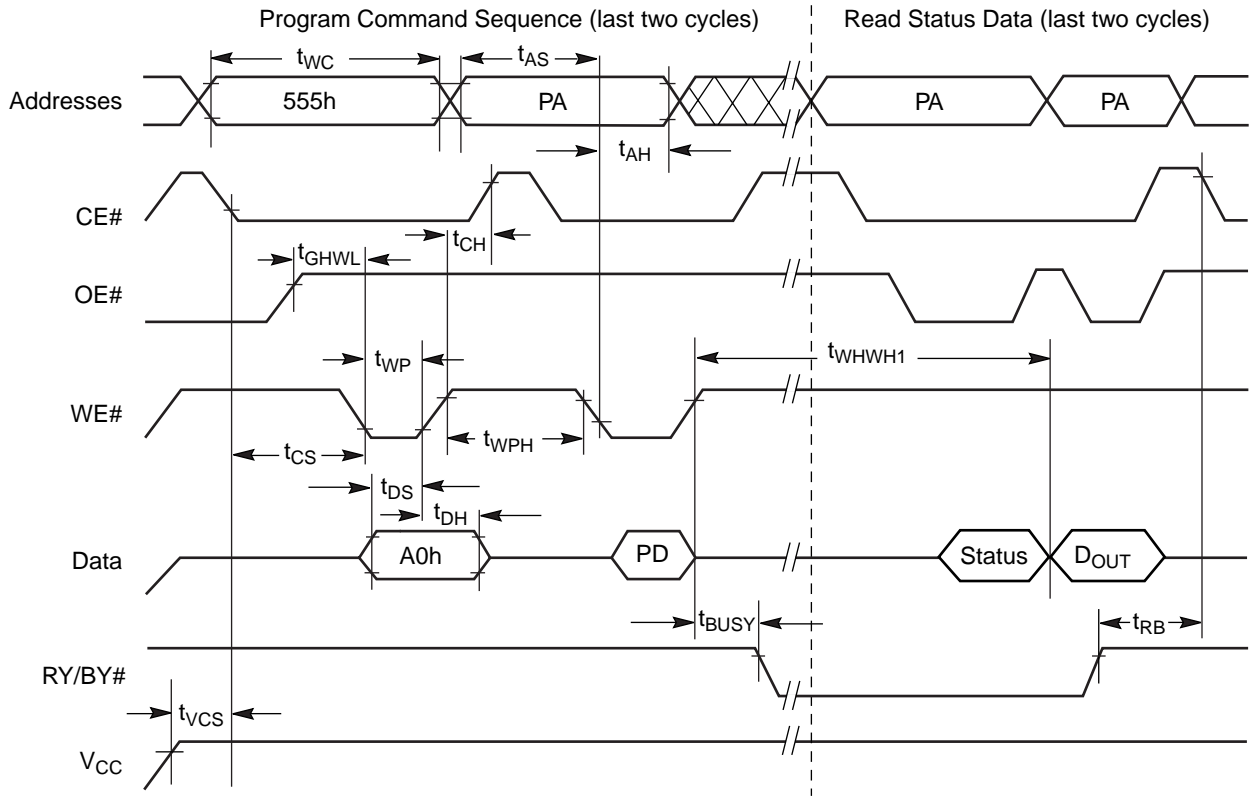 Program Command Sequence (last two cycles)
Read Status Data (last two cycles)
tWC
tAS
Addresses
555h
PA
PA
PA
tAH
CE#
tCH
tGHWL
OE#
tWP
tWHWH1
WE#
tWPH
tCS
tDS
tDH
Data
A0h
PD
Status
DOUT
tBUSY
tRB
RY/BY#
tVCS
VCC